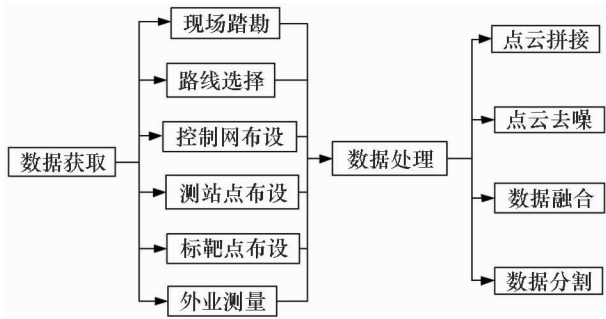 数据获取
现场踏勘
路线选择
控制网布设
测站点布设
标靶点布设
外业测量
数据处理
点云拼接
点云去噪
数据融合
数据分割